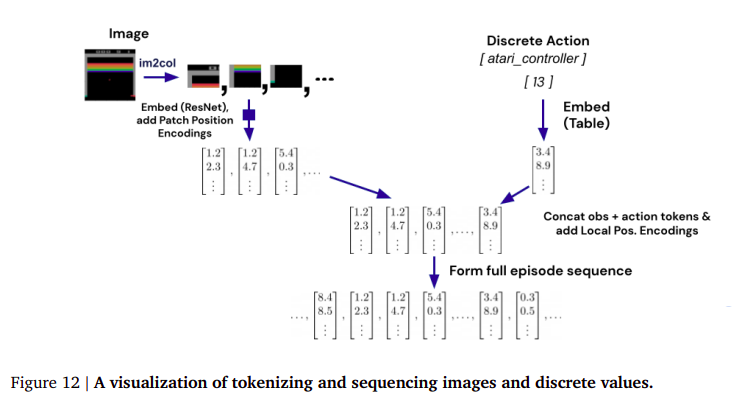 Image
im2col
Discrete Action
[ atari_controller ]
[ 13 ]
Embed (ResNet),
add Patch Position
Encodings
Embed
(Table)
[1.2 2.3 ⋮] , [1.2 4.7 ⋮] , [5.4 0.3 ⋮] , ...
[3.4 8.9 ⋮]
[1.2 2.3 ⋮] , [1.2 4.7 ⋮] , [5.4 0.3 ⋮] , ...., [3.4 8.9 ⋮]
Concat obs + action tokens &
add Local Pos. Encodings
Form full episode sequence
..., [8.4 8.5 ⋮] , [1.2 2.3 ⋮] , [1.2 4.7 ⋮] , [5.4 0.3 ⋮] , ...., [3.4 8.9 ⋮] , [0.3 0.5 ⋮] , ...
Figure 12 | A visualization of tokenizing and sequencing images and discrete values.